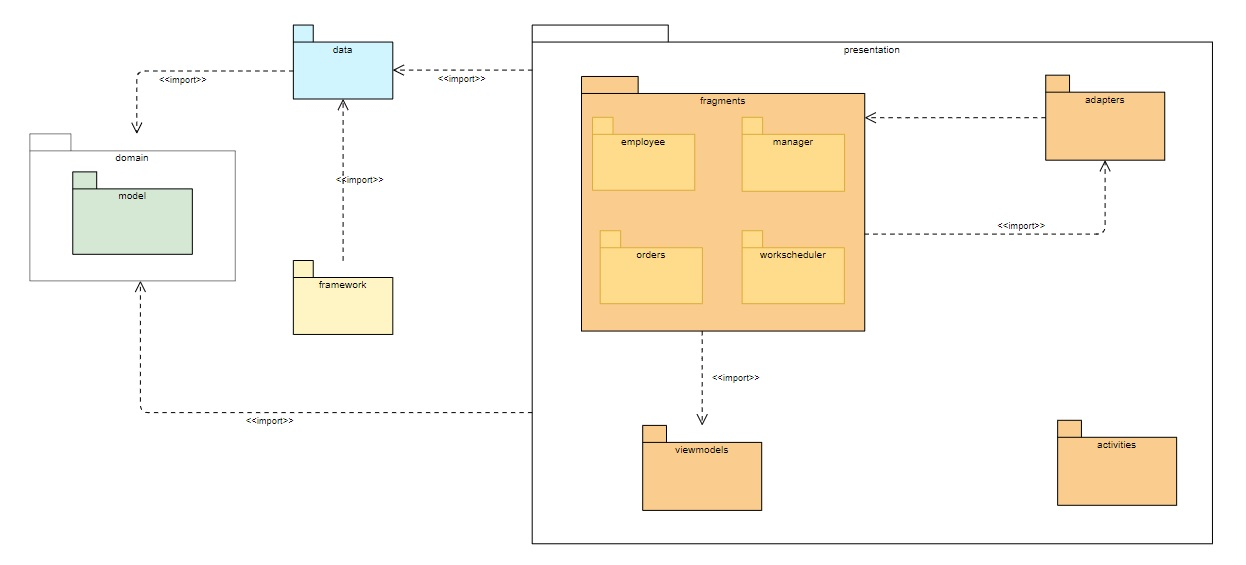 data
presentation
<<import>>
<<import>>
fragments
adapters
employee
manager
domain
<<import>>
model
<<import>>
orders
workscheduler
framework
<<import>>
<<import>>
viewmodels
activities